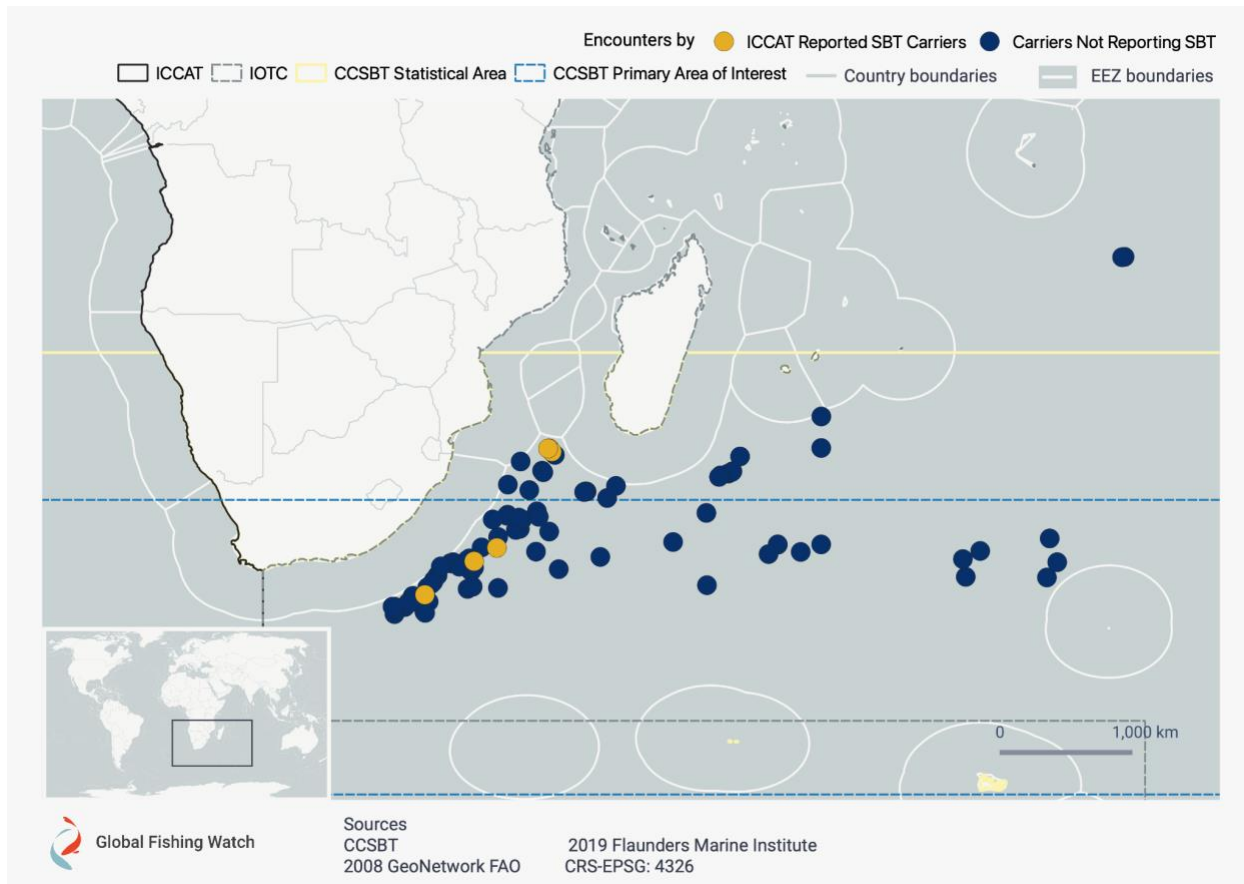 Encounters by ICCAT Reported SBT Carriers Carriers Not Reporting SBT
ICCAT IOTC CCSBT Statistical Area CCSBT Primary Area of Interest Country boundaries EEZ boundaries
0 1,000 km
Global Fishing Watch
Sources
CCSBT 2019 Flaunders Marine Institute
2008 GeoNetwork FAO CRS-EPSG: 4326